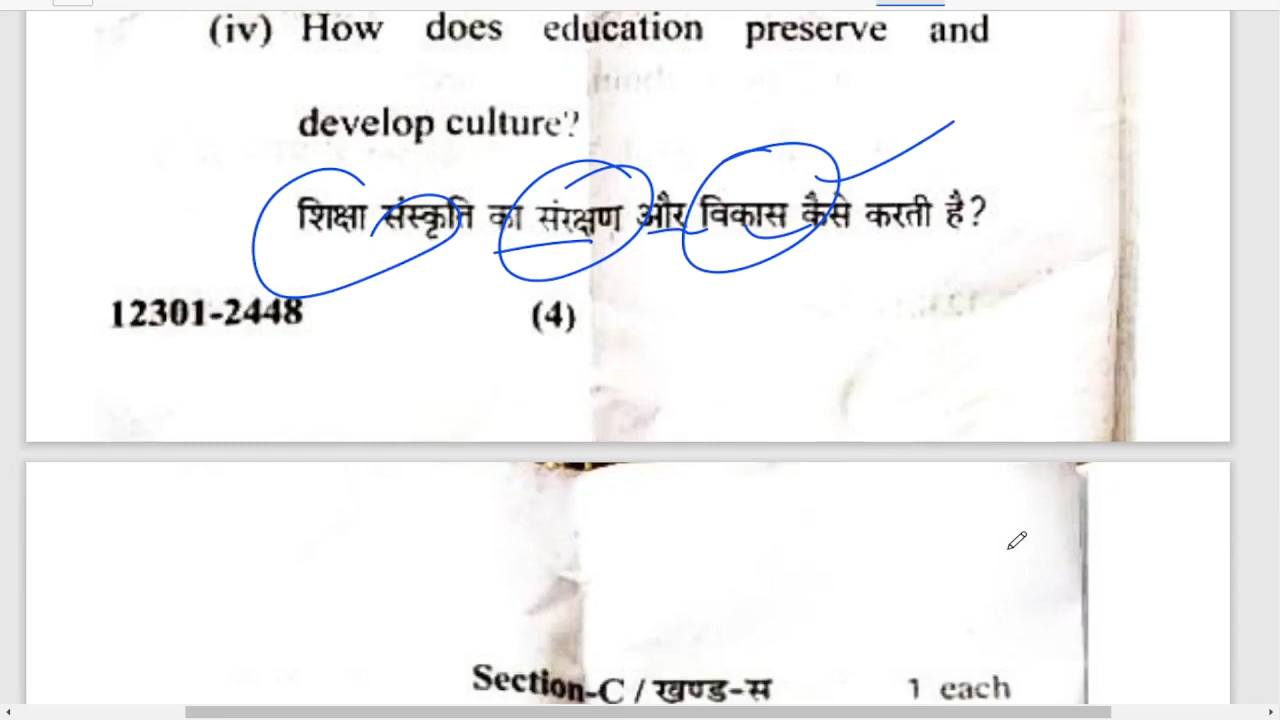 (iv) How does education preserve and
develop culture?
शिक्षा संस्कृति का संरक्षण और विकास कैसे करती है?
12301-2448 (4)
Section-C / खण्ड-स 1 each